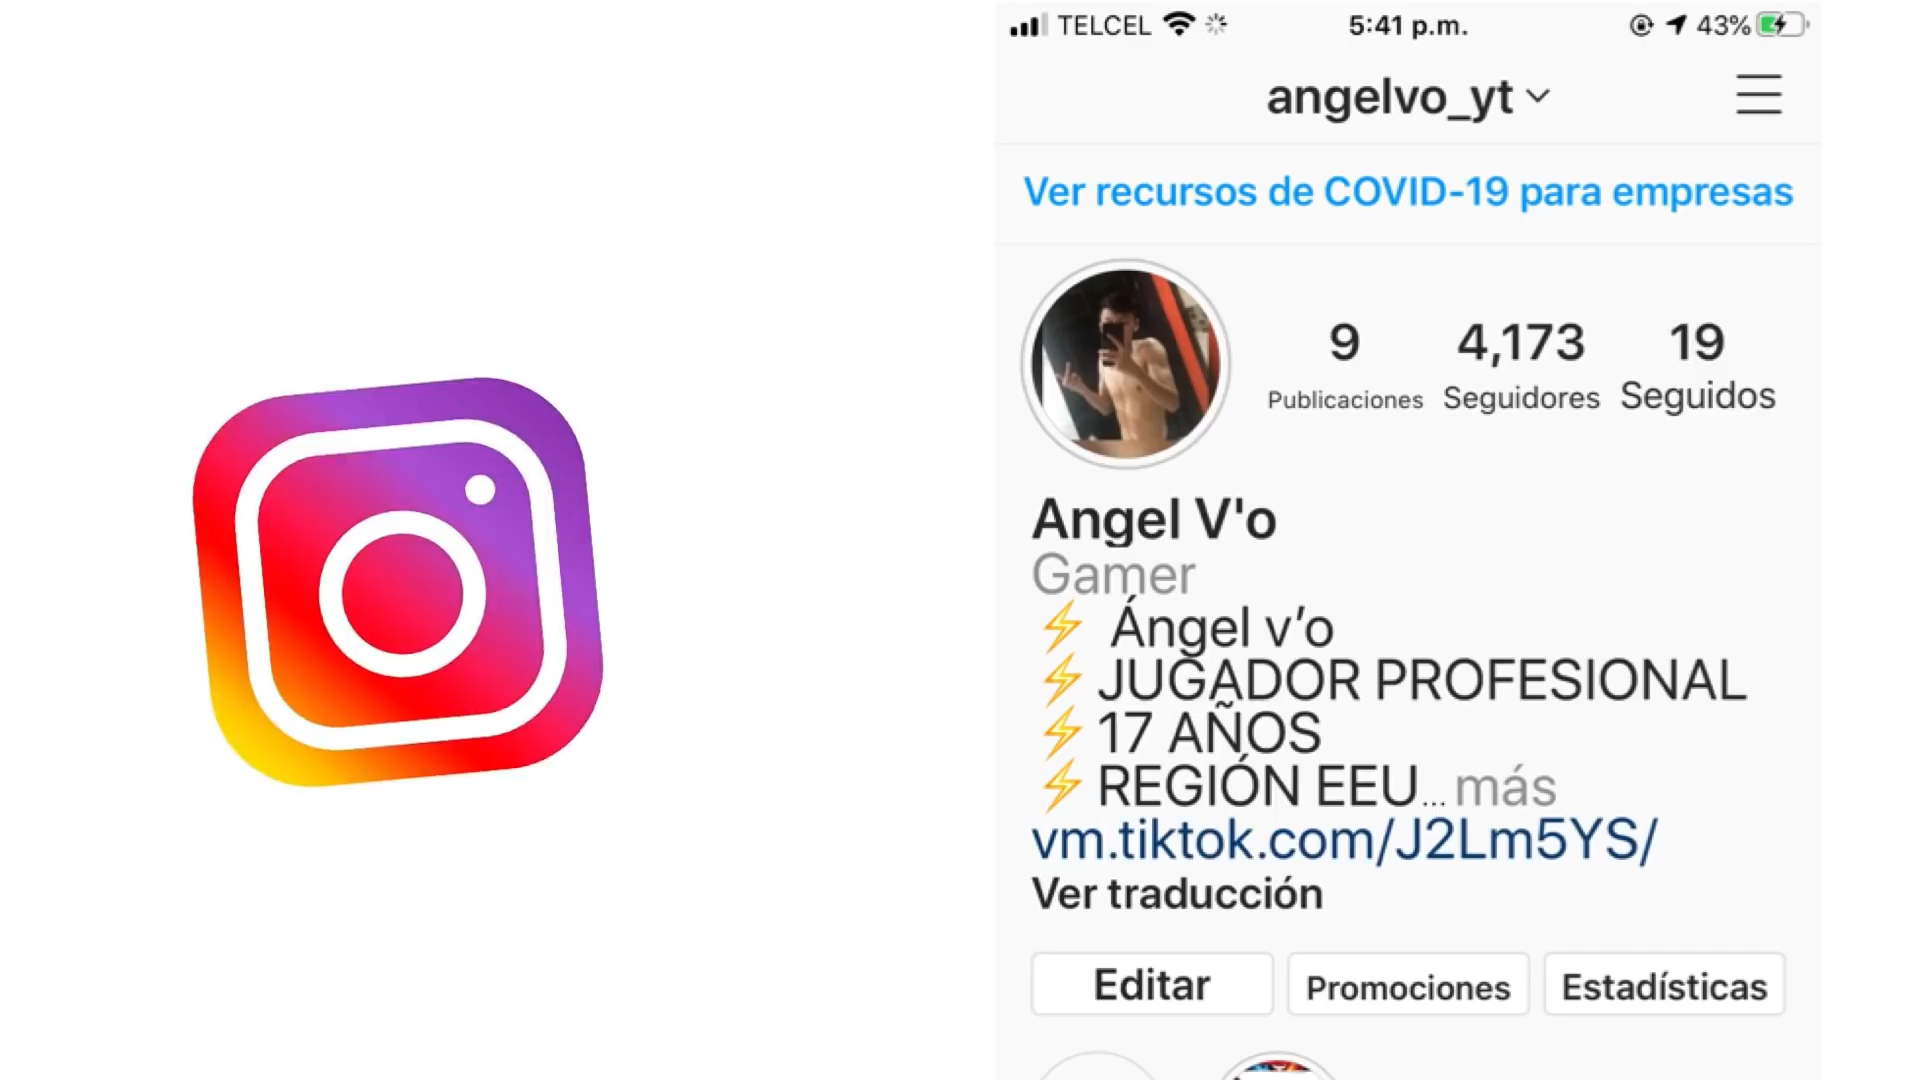 TELCEL 5:41 p.m. 43%
angelvo_yt
Ver recursos de COVID-19 para empresas
9 4,173 19
Publicaciones Seguidores Seguidos
Angel V'o
Gamer
⚡ Ángel v’o
⚡ JUGADOR PROFESIONAL
⚡ 17 AÑOS
⚡ REGIÓN EEU... más
vm.tiktok.com/J2Lm5YS/
Ver traducción
Editar Promociones Estadísticas